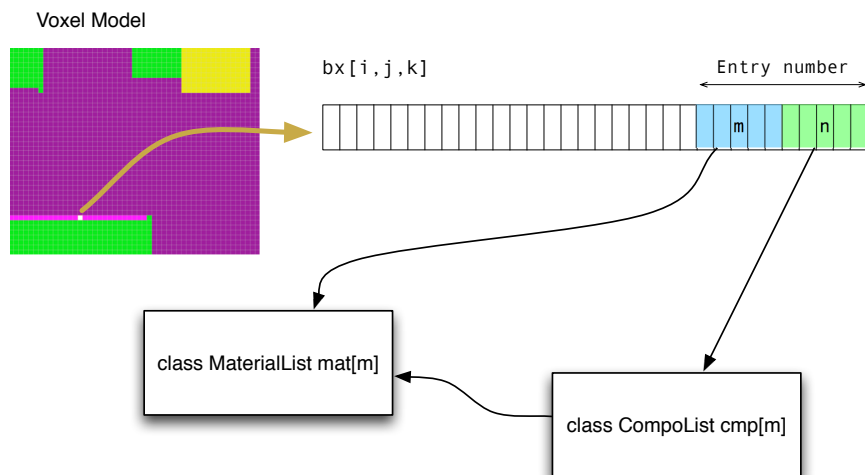 Voxel Model
bx[i,j,k]
Entry number
m
n
class MaterialList mat[m]
class CompoList cmp[m]